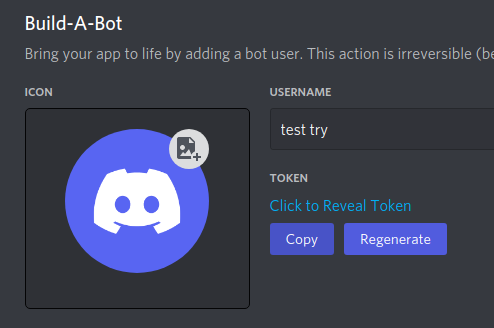 Build-A-Bot
Bring your app to life by adding a bot user. This action is irreversible (be
ICON
USERNAME
test try
TOKEN
Click to Reveal Token
Copy
Regenerate